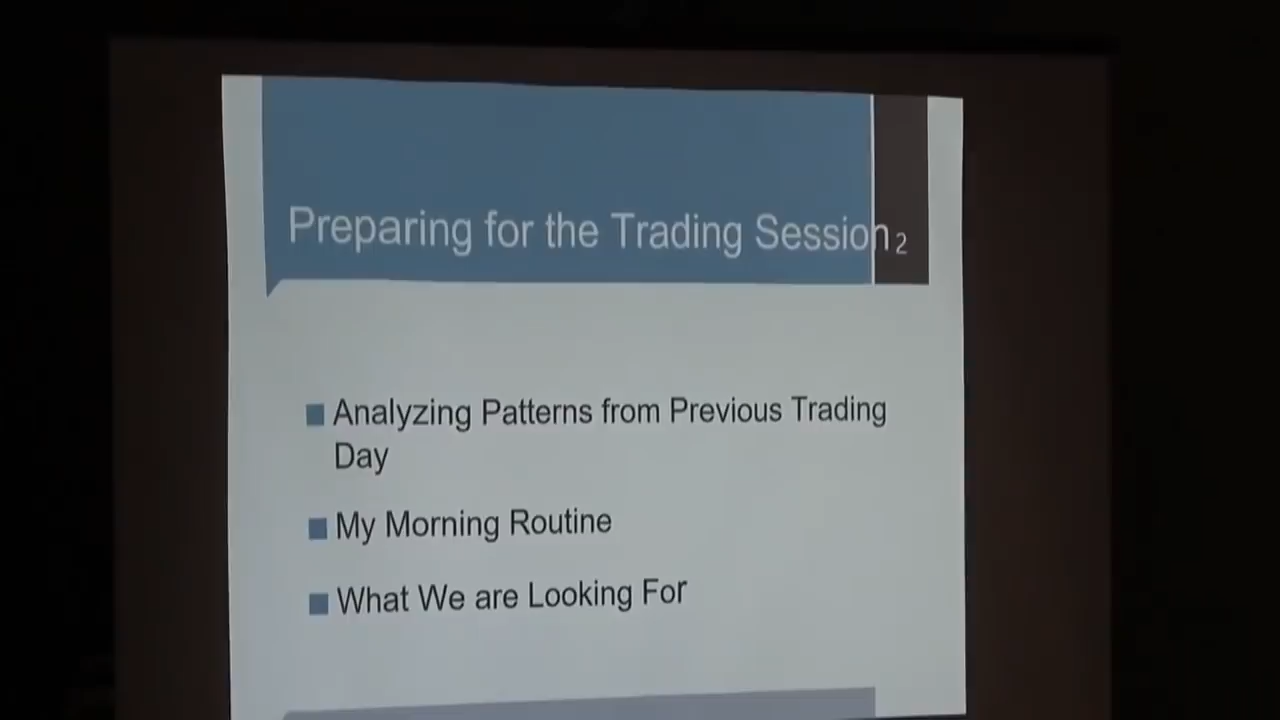 Preparing for the Trading Session 2
Analyzing Patterns from Previous Trading
Day
My Morning Routine
What We are Looking For